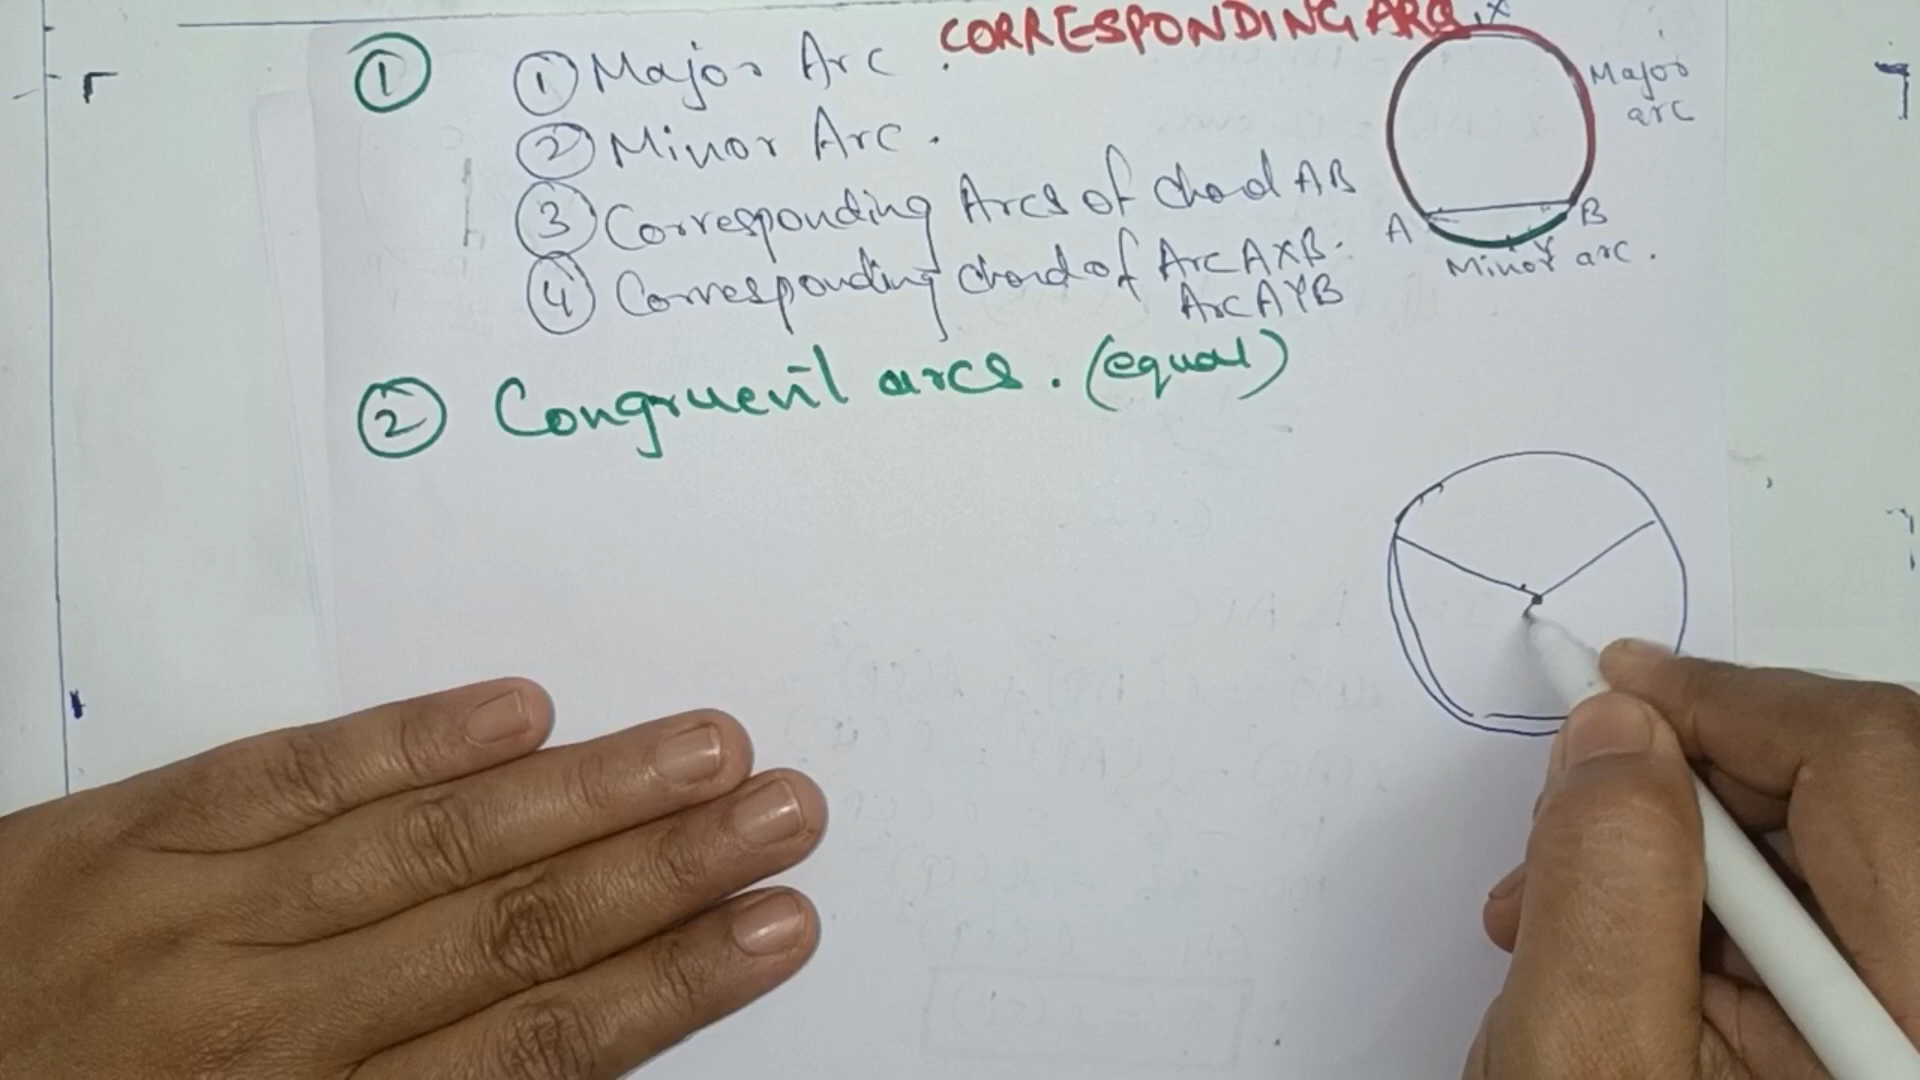 CORRESPONDING ARC
① ① Major Arc.
② Minor Arc.
③ Corresponding Arcs of chord AB
④ Corresponding chord of Arc AXB.
Arc AYB
X
Major
arc
A
B
Y
Minor arc.
② Congruent arcs. (equal)